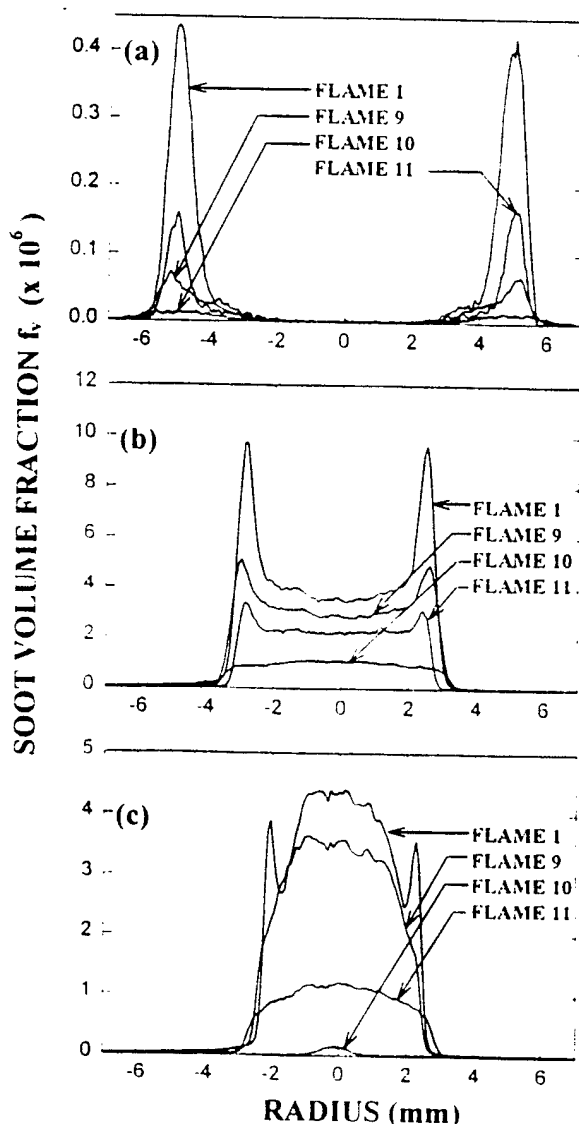 SOOT VOLUME FRACTION fv (x 10^6)
(a)
0.4
0.3
0.2
0.1
0.0
FLAME 1
FLAME 9
FLAME 10
FLAME 11
-6 -4 -2 0 2 4 6
(b)
12
10
8
6
4
2
0
FLAME 1
FLAME 9
FLAME 10
FLAME 11
-6 -4 -2 0 2 4 6
(c)
5
4
3
2
1
0
FLAME 1
FLAME 9
FLAME 10
FLAME 11
-6 -4 -2 0 2 4 6
RADIUS (mm)